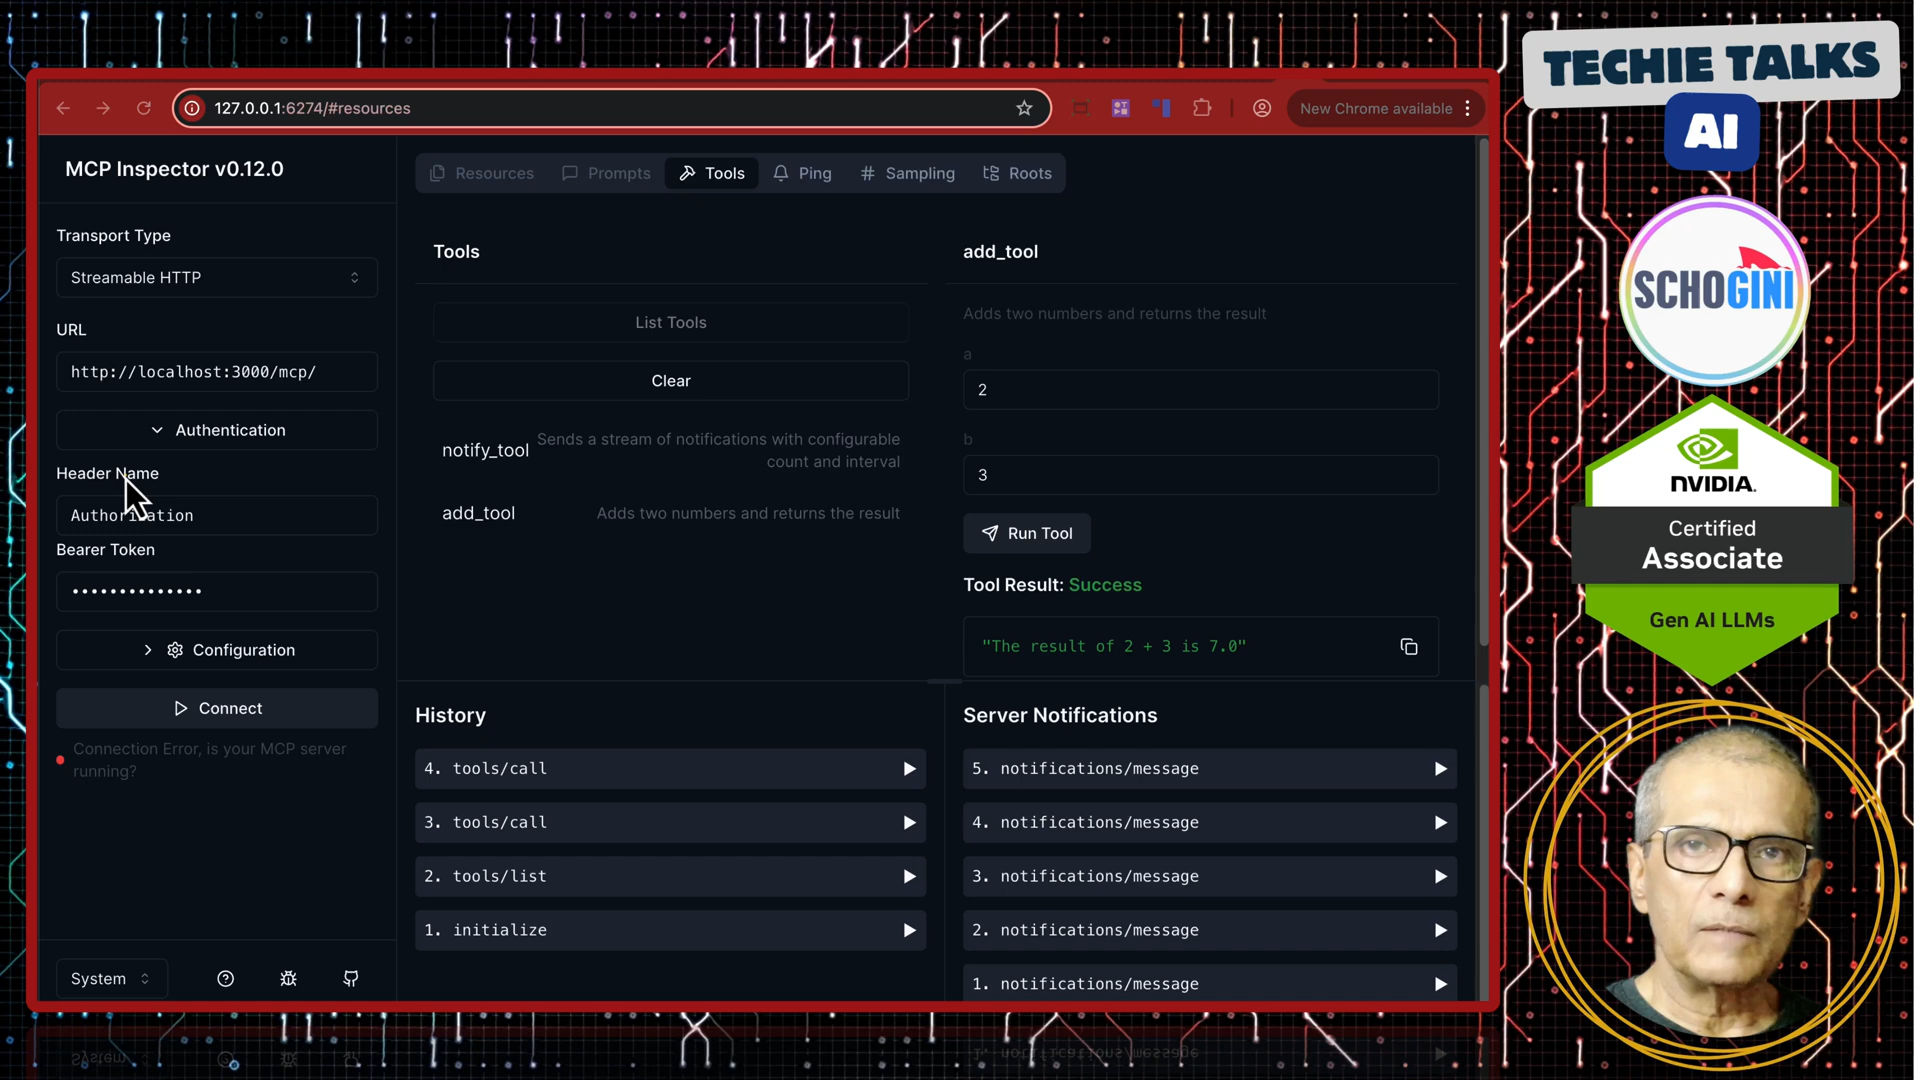 TECHIE TALKS
AI
SCHOGINI
NVIDIA.
Certified
Associate
Gen AI LLMs
127.0.0.1:6274/#resources
New Chrome available
MCP Inspector v0.12.0
Transport Type
Streamable HTTP
URL
http://localhost:3000/mcp/
Authentication
Header Name
Authorization
Bearer Token
••••••••••••••
Configuration
Connect
Connection Error, is your MCP server
running?
System
Resources
Prompts
Tools
Ping
Sampling
Roots
Tools
List Tools
Clear
notify_tool
Sends a stream of notifications with configurable
count and interval
add_tool
Adds two numbers and returns the result
add_tool
Adds two numbers and returns the result
a
2
b
3
Run Tool
Tool Result: Success
"The result of 2 + 3 is 7.0"
History
4. tools/call
3. tools/call
2. tools/list
1. initialize
Server Notifications
5. notifications/message
4. notifications/message
3. notifications/message
2. notifications/message
1. notifications/message
System
1. notifications/message